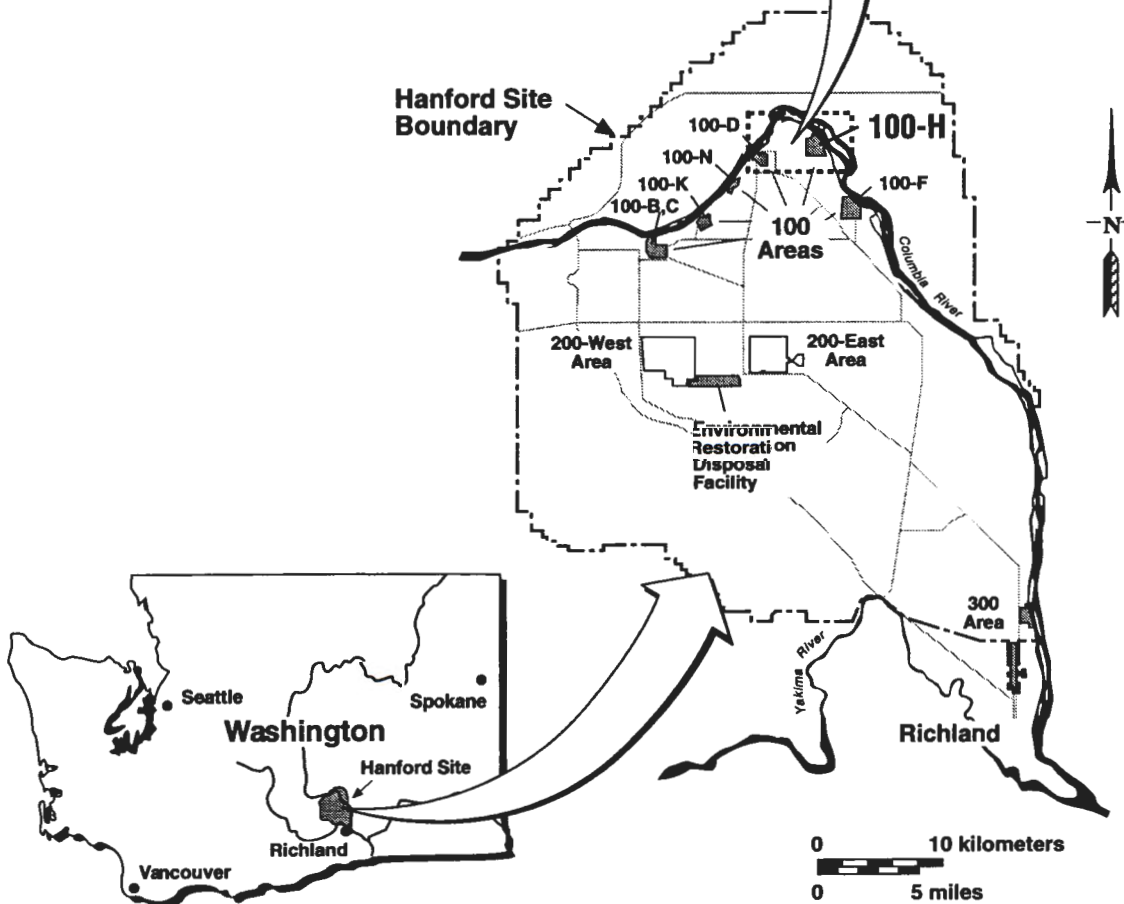 Hanford Site
Boundary
100-D
100-H
100-N
100-K
100-F
100-B,C
100
Areas
N
Columbia River
200-West
Area
200-East
Area
Environmental
Restoration
Disposal
Facility
300
Area
Yakima River
Richland
Seattle
Spokane
Washington
Hanford Site
Richland
Vancouver
0 10 kilometers
0 5 miles